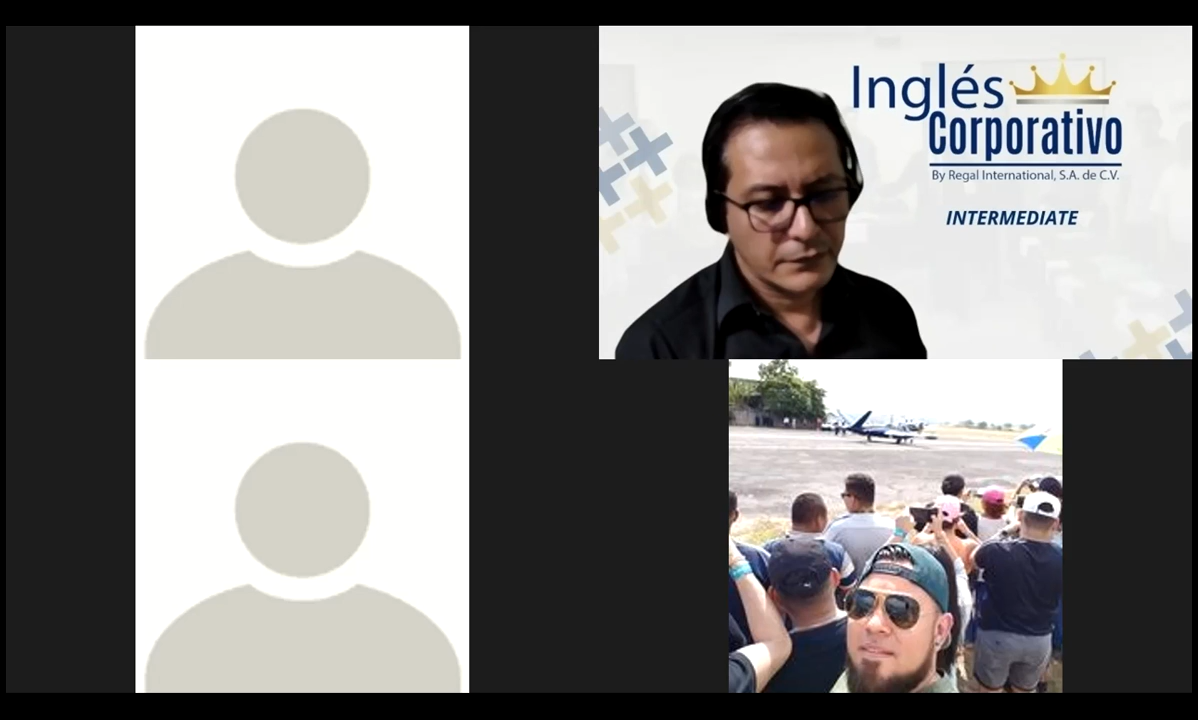 Inglés
Corporativo
By Regal International, S.A. de C.V.
INTERMEDIATE